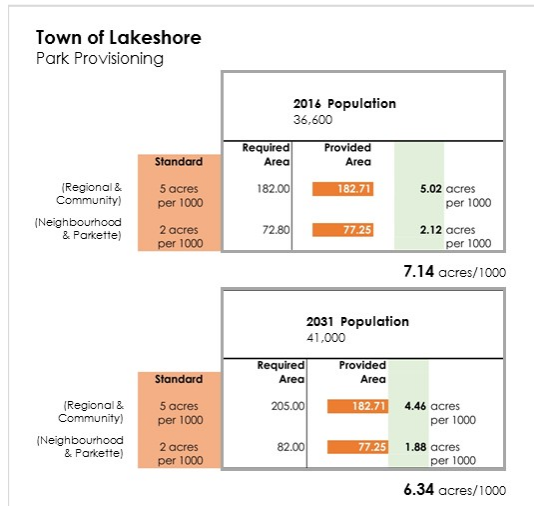 Town of Lakeshore
Park Provisioning
2016 Population
36,600
Standard
Required Area
Provided Area
(Regional & Community)
5 acres per 1000
182.00
182.71
5.02 acres per 1000
(Neighbourhood & Parkette)
2 acres per 1000
72.80
77.25
2.12 acres per 1000
7.14 acres/1000
2031 Population
41,000
Standard
Required Area
Provided Area
(Regional & Community)
5 acres per 1000
205.00
182.71
4.46 acres per 1000
(Neighbourhood & Parkette)
2 acres per 1000
82.00
77.25
1.88 acres per 1000
6.34 acres/1000